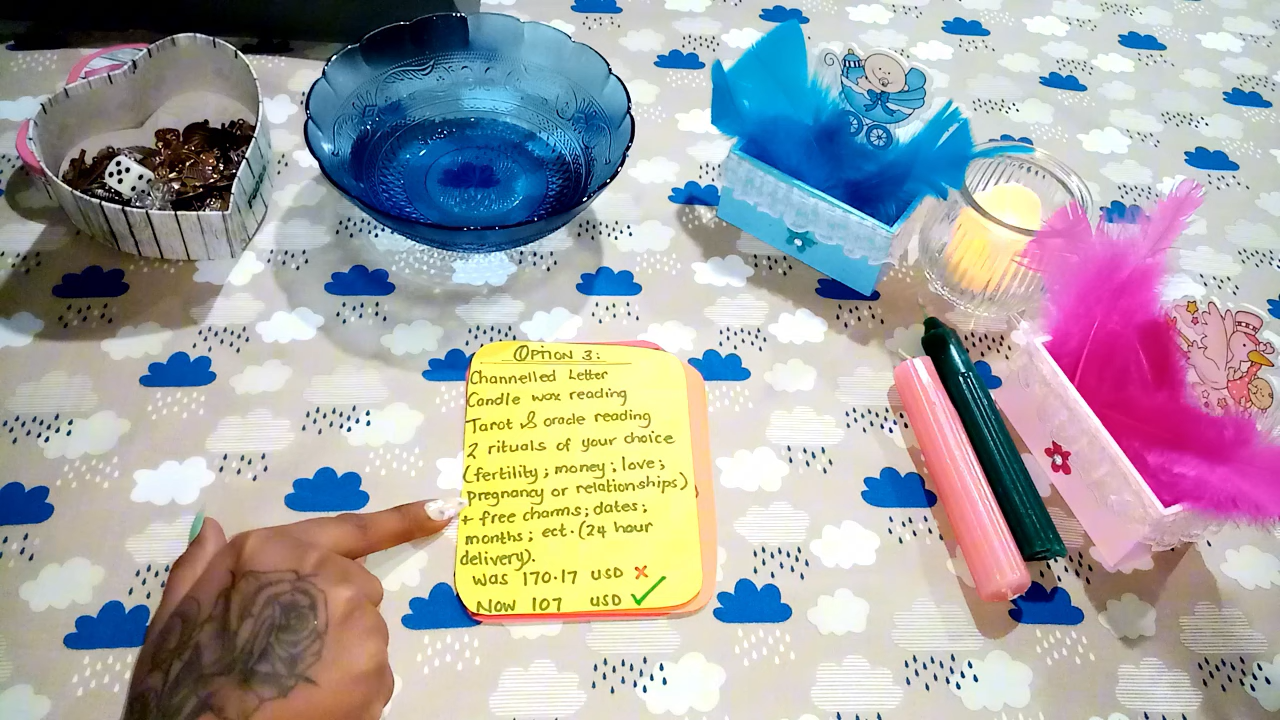 OPTION 3:
Channelled Letter
Candle wax reading
Tarot & oracle reading
2 rituals of your choice
(fertility; money; love;
pregnancy or relationships)
+ free charms; dates;
months; ect. (24 hour
delivery).
Was 170.17 USD X
Now 107 USD ✓